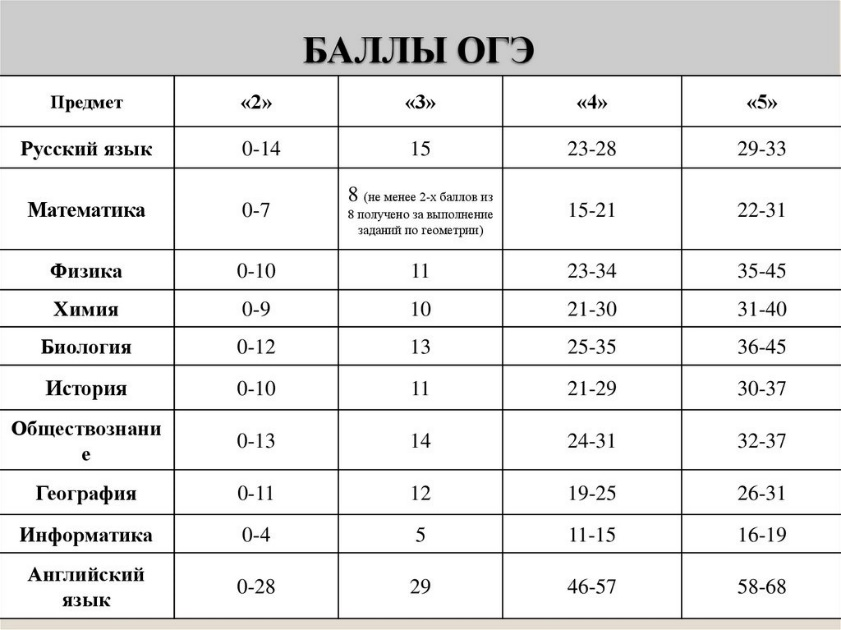 БАЛЛЫ ОГЭ
Предмет «2» «3» «4» «5»
Русский язык 0-14 15 23-28 29-33
Математика 0-7 8 (не менее 2-х баллов из
8 получено за выполнение
заданий по геометрии) 15-21 22-31
Физика 0-10 11 23-34 35-45
Химия 0-9 10 21-30 31-40
Биология 0-12 13 25-35 36-45
История 0-10 11 21-29 30-37
Обществознани
е 0-13 14 24-31 32-37
География 0-11 12 19-25 26-31
Информатика 0-4 5 11-15 16-19
Английский
язык 0-28 29 46-57 58-68